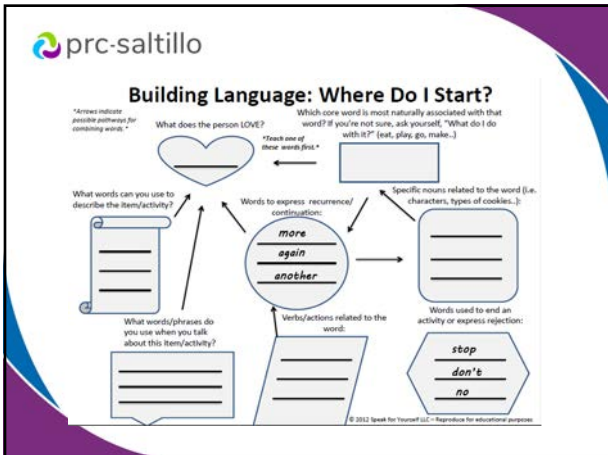 prc-saltillo
Building Language: Where Do I Start?
*Arrows indicate
possible pathways for
combining words.*
What does the person LOVE?
*Teach one of
these words first.*
Which core word is most naturally associated with that
word? If you're not sure, ask yourself, "What do I do
with it?" (eat, play, go, make..)
What words can you use to
describe the item/activity?
Words to express recurrence/
continuation:
more
again
another
Specific nouns related to the word (i.e.
characters, types of cookies..):
What words/phrases do
you use when you talk
about this item/activity?
Verbs/actions related to the
word:
Words used to end an
activity or express rejection:
stop
don't
no
© 2012 Speak for Yourself LLC – Reproduce for educational purposes